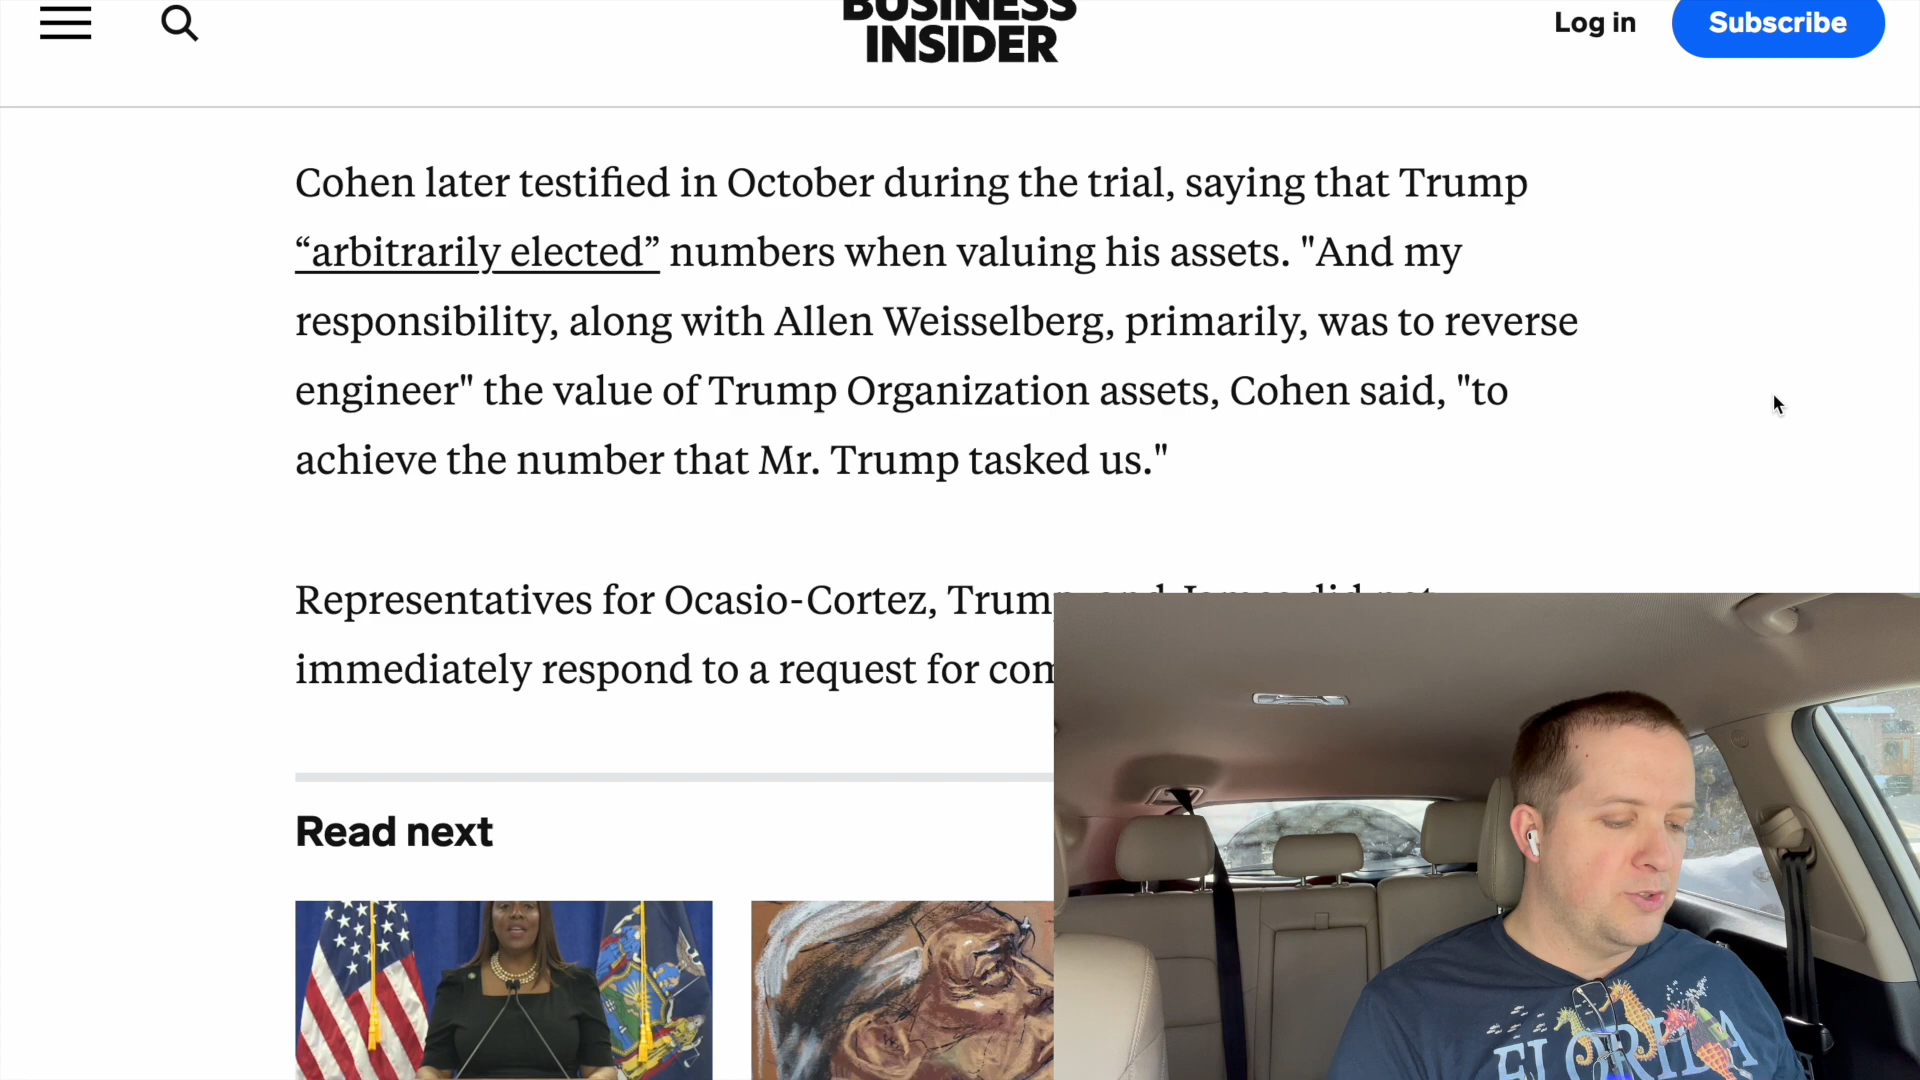 BUSINESS
INSIDER
Log in
Subscribe
Cohen later testified in October during the trial, saying that Trump
“arbitrarily elected” numbers when valuing his assets. "And my
responsibility, along with Allen Weisselberg, primarily, was to reverse
engineer" the value of Trump Organization assets, Cohen said, "to
achieve the number that Mr. Trump tasked us."
Representatives for Ocasio-Cortez, Trump and James did not
immediately respond to a request for com
Read next
FLORIDA